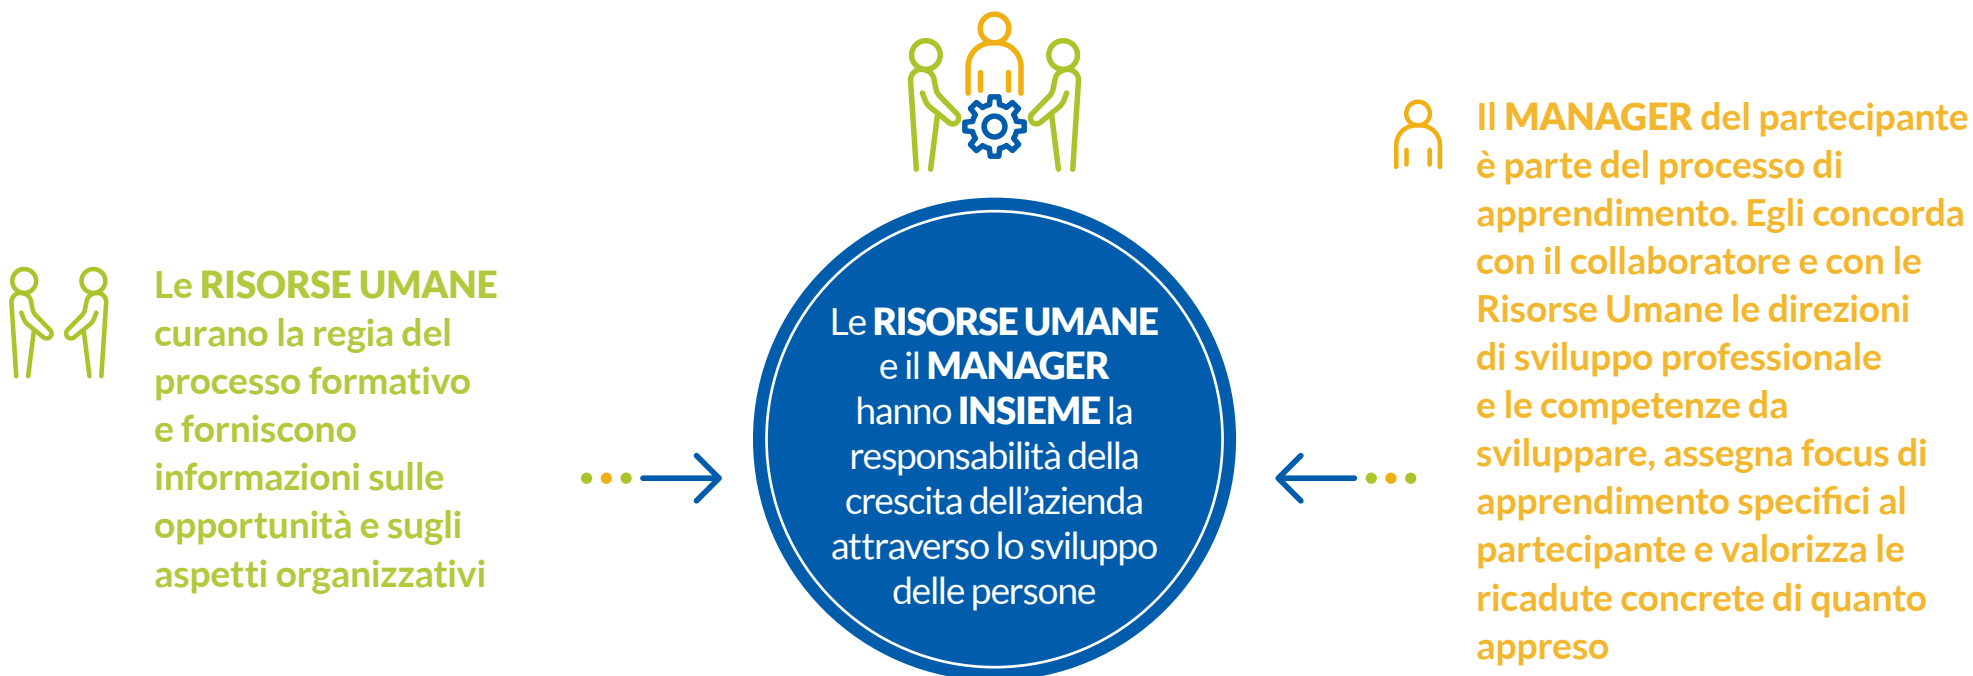 Le RISORSE UMANE
curano la regia del
processo formativo
e forniscono
informazioni sulle
opportunità e sugli
aspetti organizzativi
Le RISORSE UMANE
e il MANAGER
hanno INSIEME la
responsabilità della
crescita dell’azienda
attraverso lo sviluppo
delle persone
Il MANAGER del partecipante
è parte del processo di
apprendimento. Egli concorda
con il collaboratore e con le
Risorse Umane le direzioni
di sviluppo professionale
e le competenze da
sviluppare, assegna focus di
apprendimento specifici al
partecipante e valorizza le
ricadute concrete di quanto
appreso